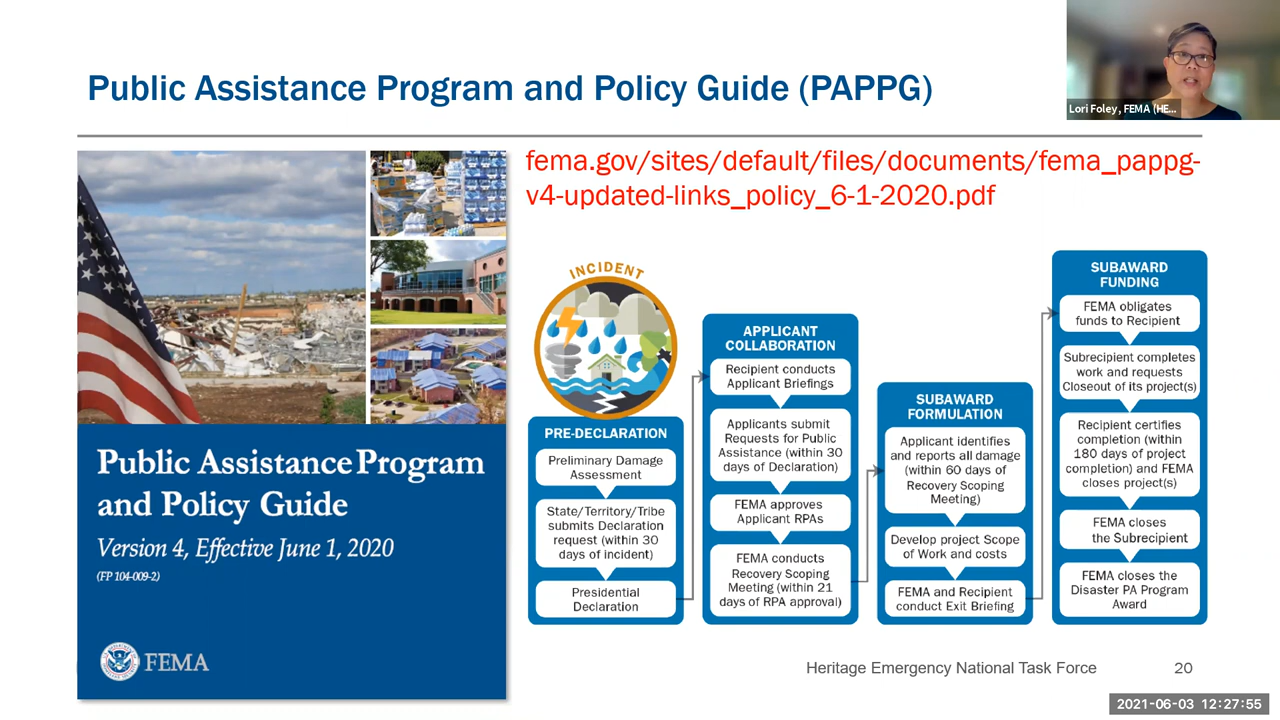 Public Assistance Program and Policy Guide (PAPPG)
Lori Foley, FEMA (HE...
fema.gov/sites/default/files/documents/fema_pappg-
v4-updated-links_policy_6-1-2020.pdf
Public Assistance Program
and Policy Guide
Version 4, Effective June 1, 2020
(FP 104-009-2)
FEMA
INCIDENT
PRE-DECLARATION
Preliminary Damage
Assessment
State/Territory/Tribe
submits Declaration
request (within 30
days of incident)
Presidential
Declaration
APPLICANT
COLLABORATION
Recipient conducts
Applicant Briefings
Applicants submit
Requests for Public
Assistance (within 30
days of Declaration)
FEMA approves
Applicant RPAs
FEMA conducts
Recovery Scoping
Meeting (within 21
days of RPA approval)
SUBAWARD
FORMULATION
Applicant identifies
and reports all damage
(within 60 days of
Recovery Scoping
Meeting)
Develop project Scope
of Work and costs
FEMA and Recipient
conduct Exit Briefing
SUBAWARD
FUNDING
FEMA obligates
funds to Recipient
Subrecipient completes
work and requests
Closeout of its project(s)
Recipient certifies
completion (within
180 days of project
completion) and FEMA
closes project(s)
FEMA closes
the Subrecipient
FEMA closes the
Disaster PA Program
Award
Heritage Emergency National Task Force
20
2021-06-03 12:27:55